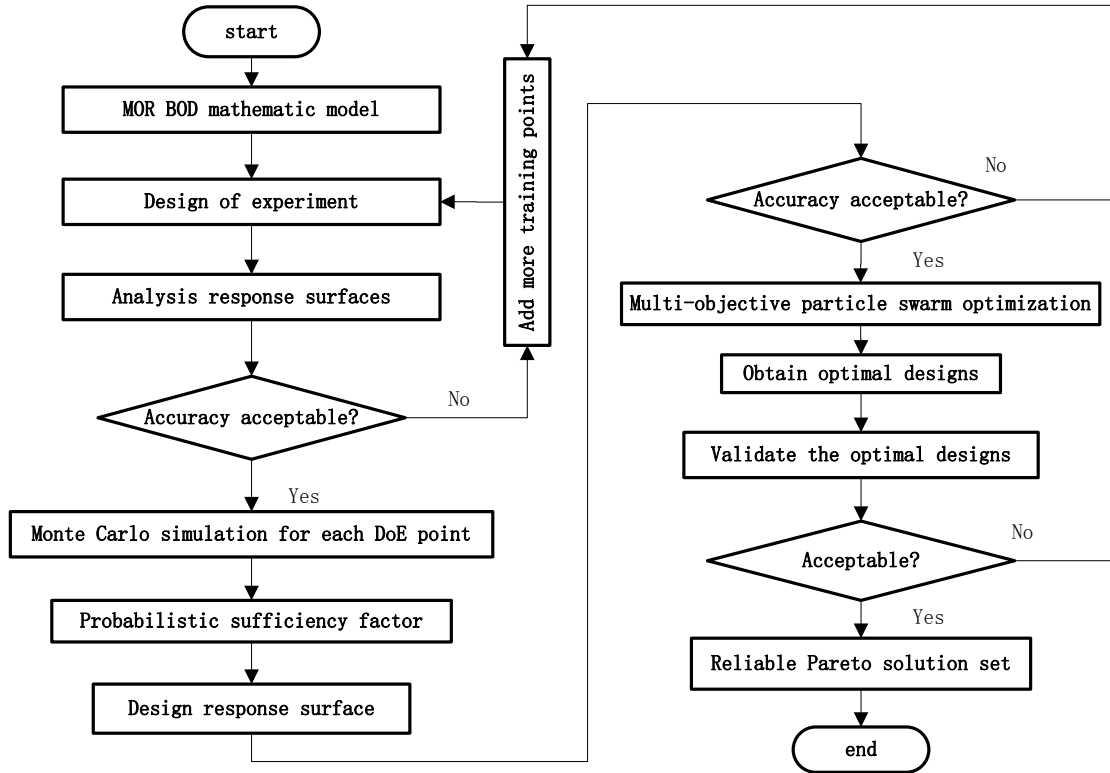 start
MOR BOD mathematic model
Design of experiment
Analysis response surfaces
Accuracy acceptable?
No
Add more training points
Yes
Monte Carlo simulation for each DoE point
Probabilistic sufficiency factor
Design response surface
Accuracy acceptable?
No
Yes
Multi-objective particle swarm optimization
Obtain optimal designs
Validate the optimal designs
Acceptable?
No
Yes
Reliable Pareto solution set
end